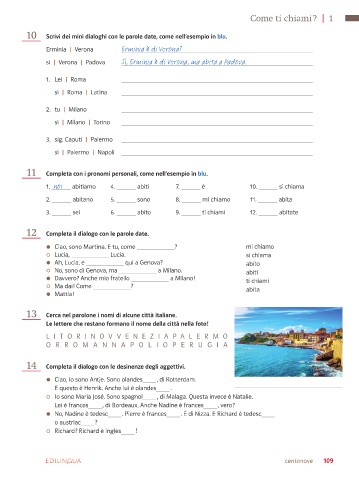 Come ti chiami? | 1
10 Scrivi dei mini dialoghi con le parole date, come nell'esempio in blu.
Erminia | Verona Erminia è di Verona?
sì | Verona | Padova Sì, Erminia è di Verona, ma abita a Padova.
1. Lei | Roma
sì | Roma | Latina
2. tu | Milano
sì | Milano | Torino
3. sig. Caputi | Palermo
sì | Palermo | Napoli
11 Completa con i pronomi personali, come nell'esempio in blu.
1. noi abitiamo 4. ______ abiti 7. ______ è 10. ______ si chiama
2. ______ abitano 5. ______ sono 8. ______ mi chiamo 11. ______ abita
3. ______ sei 6. ______ abito 9. ______ ti chiami 12. ______ abitate
12 Completa il dialogo con le parole date.
● Ciao, sono Martina. E tu, come ____________? mi chiamo
○ Lucia, ____________ Lucia. si chiama
● Ah, Lucia, e ____________ qui a Genova? abito
○ No, sono di Genova, ma ____________ a Milano. abiti
● Davvero? Anche mio fratello ____________ a Milano! ti chiami
○ Ma dai! Come ____________? abita
● Mattia!
13 Cerca nel parolone i nomi di alcune città italiane.
Le lettere che restano formano il nome della città nella foto!
L I T O R I N O V V E N E Z I A P A L E R M O
O R R O M A N N A P O L I O P E R U G I A
14 Completa il dialogo con le desinenze degli aggettivi.
● Ciao, io sono Antje. Sono olandes____, di Rotterdam.
E questo è Henrik. Anche lui è olandes____.
○ Io sono María José. Sono spagnol____, di Malaga. Questa invece è Natalie.
Lei è frances____, di Bordeaux. Anche Nadine è frances____, vero?
● No, Nadine è tedesc____. Pierre è frances____. È di Nizza. E Richard è tedesc____
o austriac____?
○ Richard? Richard è ingles____!
EDILINGUA
centonove 109